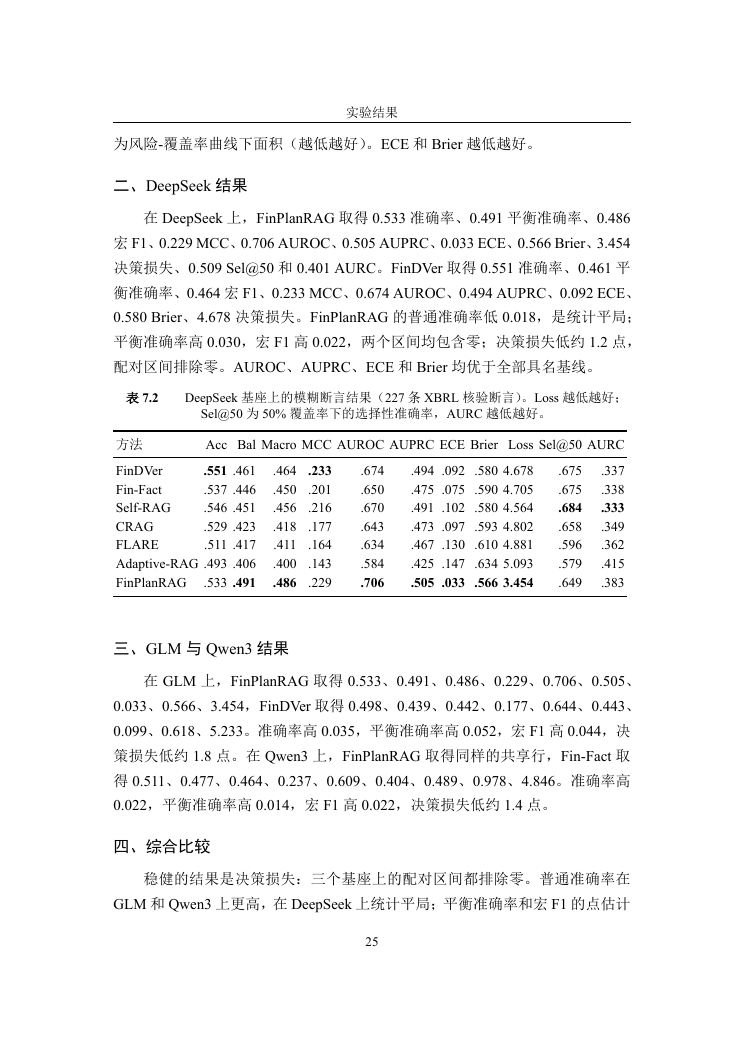 实验结果
为风险-覆盖率曲线下面积（越低越好）。ECE 和 Brier 越低越好。
二、DeepSeek 结果
在 DeepSeek 上，FinPlanRAG 取得 0.533 准确率、0.491 平衡准确率、0.486
宏 F1、0.229 MCC、0.706 AUROC、0.505 AUPRC、0.033 ECE、0.566 Brier、3.454
决策损失、0.509 Sel@50 和 0.401 AURC。FinDVer 取得 0.551 准确率、0.461 平
衡准确率、0.464 宏 F1、0.233 MCC、0.674 AUROC、0.494 AUPRC、0.092 ECE、
0.580 Brier、4.678 决策损失。FinPlanRAG 的普通准确率低 0.018，是统计平局；
平衡准确率高 0.030，宏 F1 高 0.022，两个区间均包含零；决策损失低约 1.2 点，
配对区间排除零。AUROC、AUPRC、ECE 和 Brier 均优于全部具名基线。
表 7.2 DeepSeek 基座上的模糊断言结果（227 条 XBRL 核验断言）。Loss 越低越好；
Sel@50 为 50% 覆盖率下的选择性准确率，AURC 越低越好。
方法 Acc Bal Macro MCC AUROC AUPRC ECE Brier Loss Sel@50 AURC
FinDVer .551 .461 .464 .233 .674 .494 .092 .580 4.678 .675 .337
Fin-Fact .537 .446 .450 .201 .650 .475 .075 .590 4.705 .675 .338
Self-RAG .546 .451 .456 .216 .670 .491 .102 .580 4.564 .684 .333
CRAG .529 .423 .418 .177 .643 .473 .097 .593 4.802 .658 .349
FLARE .511 .417 .411 .164 .634 .467 .130 .610 4.881 .596 .362
Adaptive-RAG .493 .406 .400 .143 .584 .425 .147 .634 5.093 .579 .415
FinPlanRAG .533 .491 .486 .229 .706 .505 .033 .566 3.454 .649 .383
三、GLM 与 Qwen3 结果
在 GLM 上，FinPlanRAG 取得 0.533、0.491、0.486、0.229、0.706、0.505、
0.033、0.566、3.454，FinDVer 取得 0.498、0.439、0.442、0.177、0.644、0.443、
0.099、0.618、5.233。准确率高 0.035，平衡准确率高 0.052，宏 F1 高 0.044，决
策损失低约 1.8 点。在 Qwen3 上，FinPlanRAG 取得同样的共享行，Fin-Fact 取
得 0.511、0.477、0.464、0.237、0.609、0.404、0.489、0.978、4.846。准确率高
0.022，平衡准确率高 0.014，宏 F1 高 0.022，决策损失低约 1.4 点。
四、综合比较
稳健的结果是决策损失：三个基座上的配对区间都排除零。普通准确率在
GLM 和 Qwen3 上更高，在 DeepSeek 上统计平局；平衡准确率和宏 F1 的点估计
25